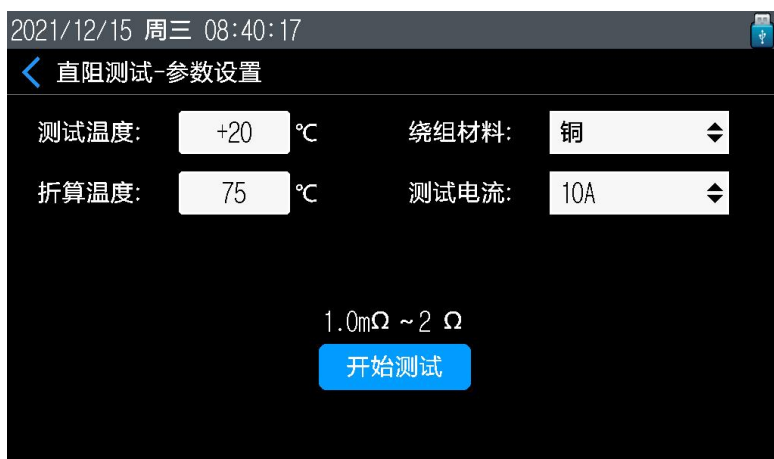 2021/12/15 周三 08:40:17
直阻测试-参数设置
测试温度: +20 ℃ 绕组材料: 铜
折算温度: 75 ℃ 测试电流: 10A
1.0mΩ ~2 Ω
开始测试